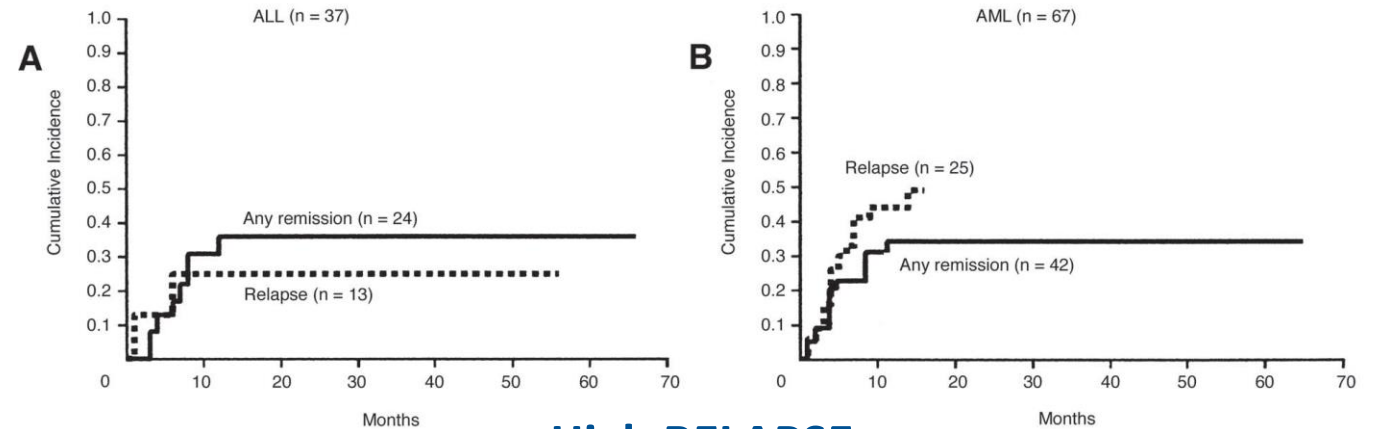 A
ALL (n = 37)
Cumulative Incidence
1.0
0.9
0.8
0.7
0.6
0.5
0.4
0.3
0.2
0.1
Any remission (n = 24)
Relapse (n = 13)
0 10 20 30 40 50 60 70
Months
B
AML (n = 67)
Cumulative Incidence
1.0
0.9
0.8
0.7
0.6
0.5
0.4
0.3
0.2
0.1
Relapse (n = 25)
Any remission (n = 42)
0 10 20 30 40 50 60 70
Months
High RELAPSE